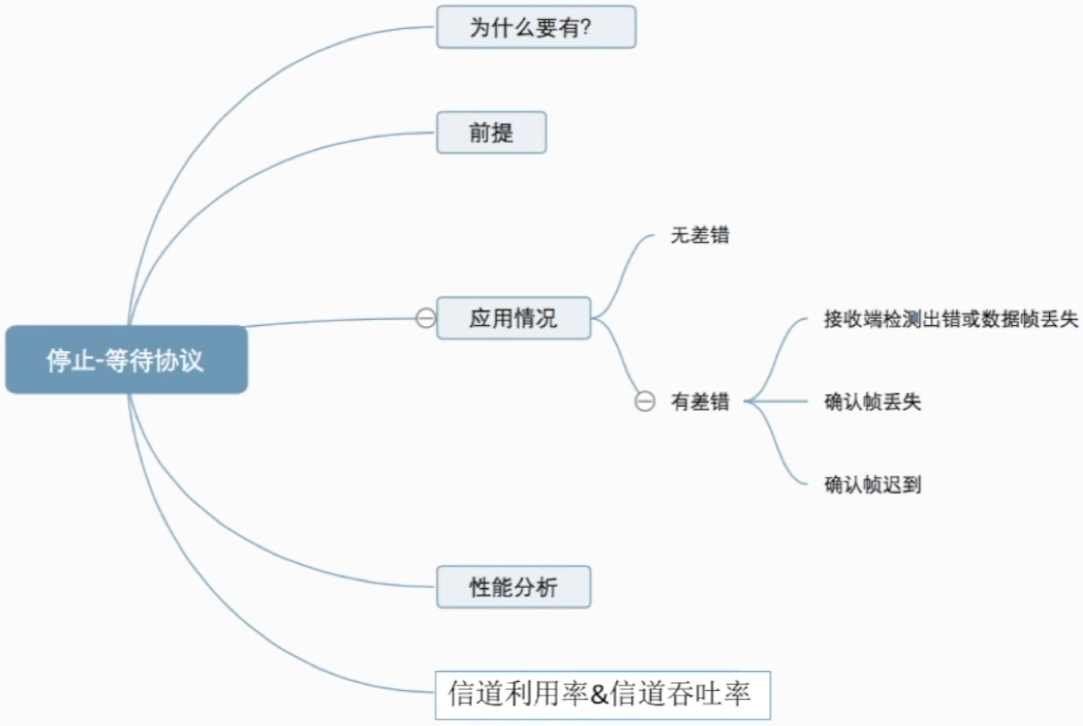 为什么要有?
前提
无差错
应用情况
接收端检测出错或数据帧丢失
停止-等待协议
有差错
确认帧丢失
确认帧迟到
性能分析
信道利用率&信道吞吐率